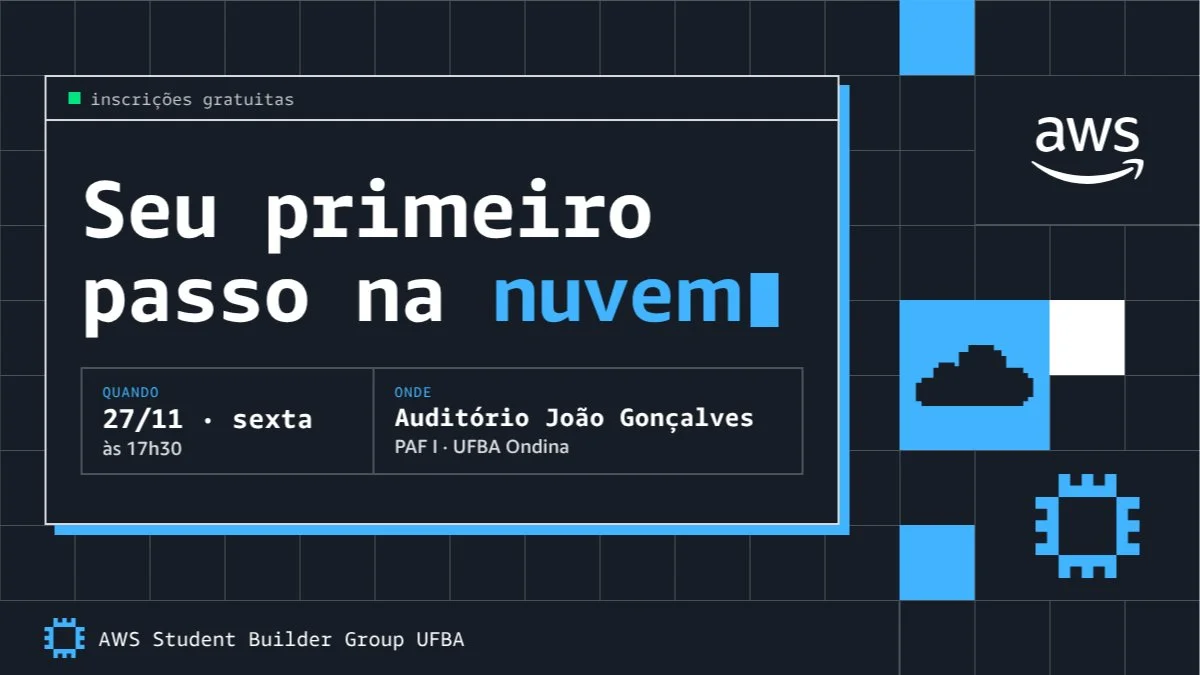 inscrições gratuitas
Seu primeiro
passo na nuvem
QUANDO
27/11 · sexta
às 17h30
ONDE
Auditório João Gonçalves
PAF I · UFBA Ondina
aws
AWS Student Builder Group UFBA